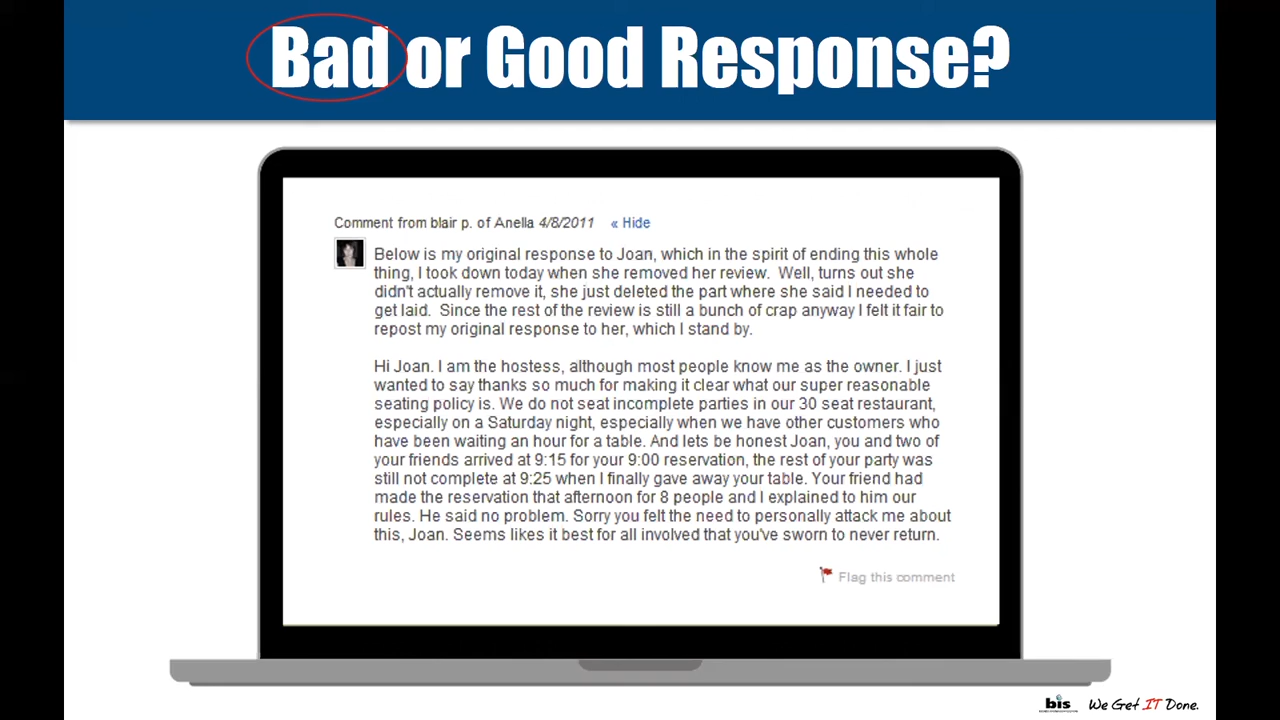 Bad or Good Response?
Comment from blair p. of Anella 4/8/2011 « Hide
Below is my original response to Joan, which in the spirit of ending this whole
thing, I took down today when she removed her review.  Well, turns out she
didn't actually remove it, she just deleted the part where she said I needed to
get laid.  Since the rest of the review is still a bunch of crap anyway I felt it fair to
repost my original response to her, which I stand by.
Hi Joan. I am the hostess, although most people know me as the owner. I just
wanted to say thanks so much for making it clear what our super reasonable
seating policy is. We do not seat incomplete parties in our 30 seat restaurant,
especially on a Saturday night, especially when we have other customers who
have been waiting an hour for a table. And lets be honest Joan, you and two of
your friends arrived at 9:15 for your 9:00 reservation, the rest of your party was
still not complete at 9:25 when I finally gave away your table. Your friend had
made the reservation that afternoon for 8 people and I explained to him our
rules. He said no problem. Sorry you felt the need to personally attack me about
this, Joan. Seems likes it best for all involved that you've sworn to never return.
Flag this comment
bis We Get IT Done.